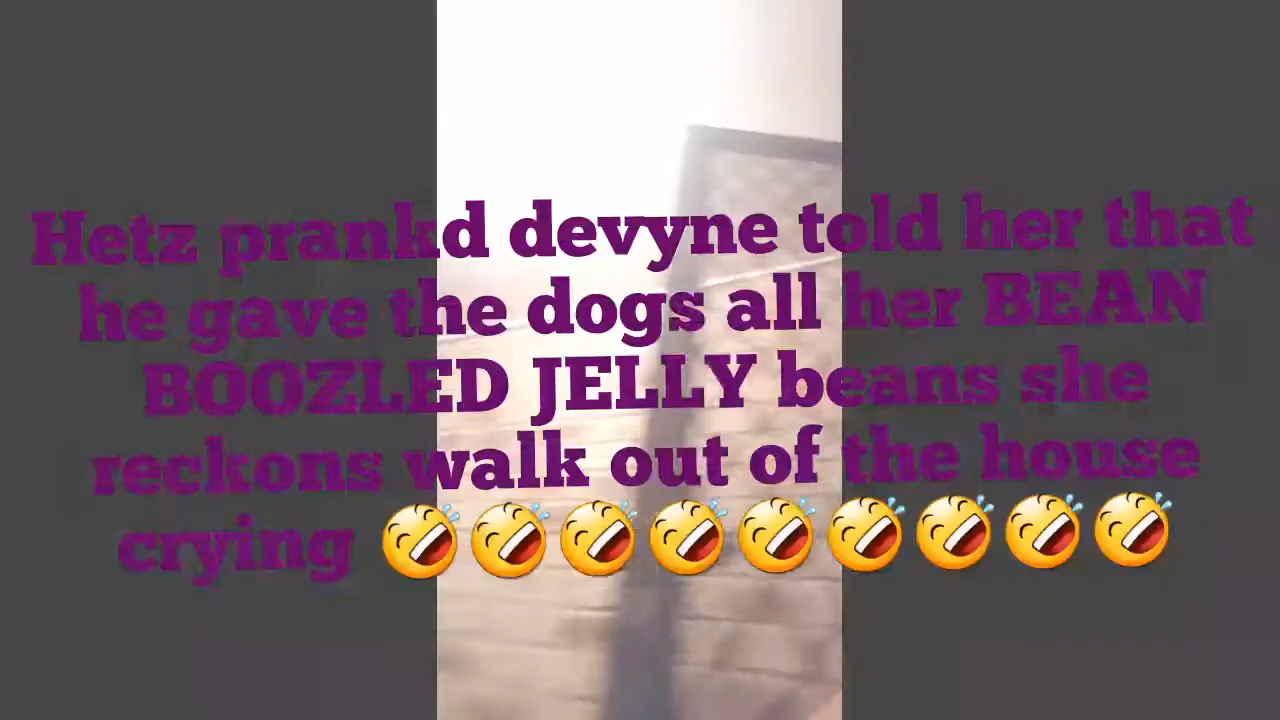 Hetz prankd devyne told her that
he gave the dogs all her BEAN
BOOZLED JELLY beans she
reckons walk out of the house
crying 🤣🤣🤣🤣🤣🤣🤣🤣🤣